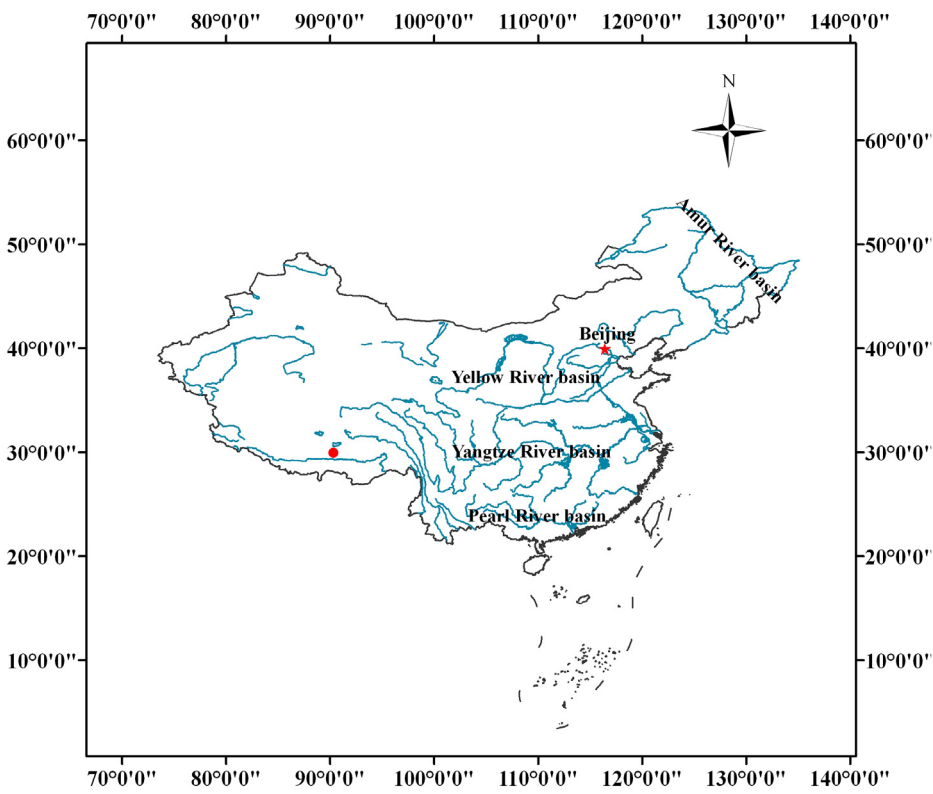 70°0'0" 80°0'0" 90°0'0" 100°0'0" 110°0'0" 120°0'0" 130°0'0" 140°0'0"
N
60°0'0" 60°0'0"
Amur River basin
50°0'0" 50°0'0"
Beijing
40°0'0" 40°0'0"
Yellow River basin
30°0'0" Yangtze River basin 30°0'0"
Pearl River basin
20°0'0" 20°0'0"
10°0'0" 10°0'0"
70°0'0" 80°0'0" 90°0'0" 100°0'0" 110°0'0" 120°0'0" 130°0'0" 140°0'0"